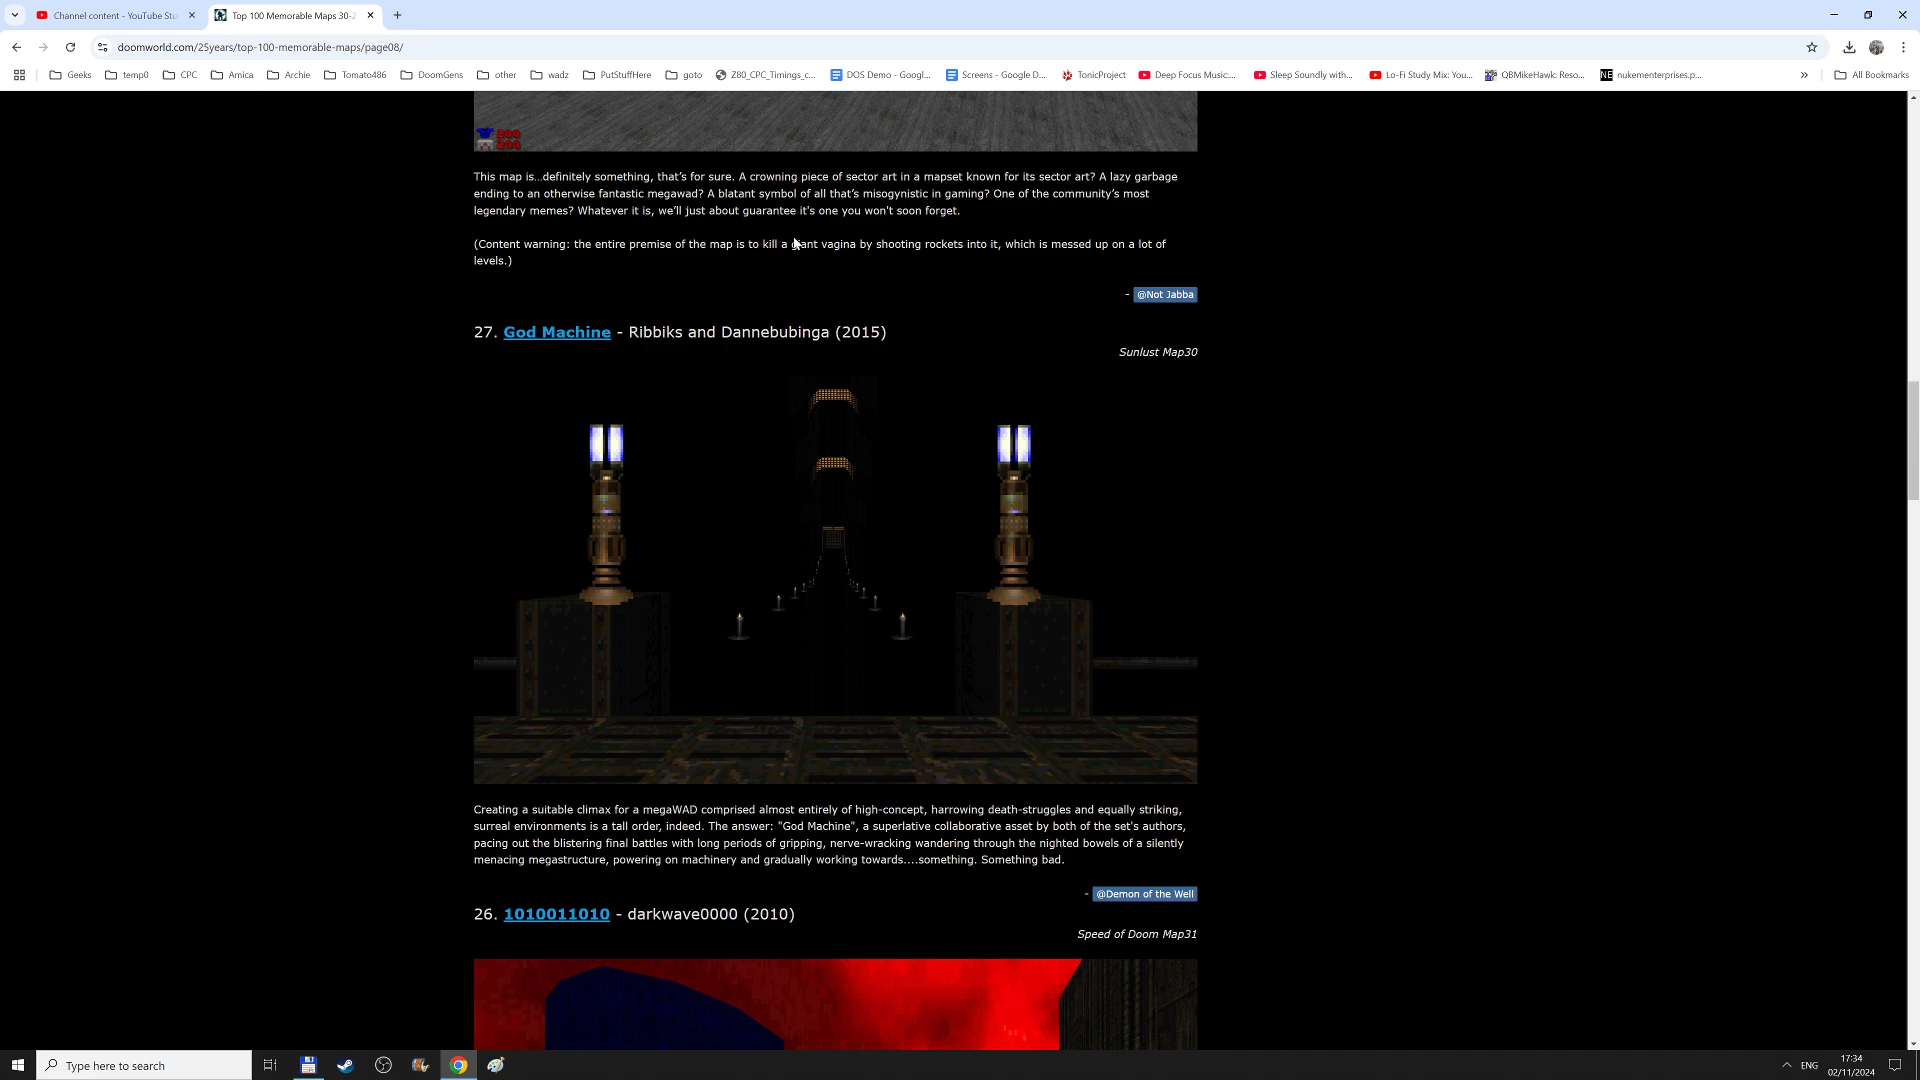 Channel content - YouTube Stu
Top 100 Memorable Maps 30-2
doomworld.com/25years/top-100-memorable-maps/page08/
Geeks temp0 CPC Amica Archie Tomato486 DoomGens other wadz PutStuffHere goto Z80_CPC_Timings_c... DOS Demo - Googl... Screens - Google D... TonicProject Deep Focus Music:... Sleep Soundly with... Lo-Fi Study Mix: You... QBMikeHawk: Reso... NE nukementerprises.p... » All Bookmarks
200
200
This map is…definitely something, that’s for sure. A crowning piece of sector art in a mapset known for its sector art? A lazy garbage
ending to an otherwise fantastic megawad? A blatant symbol of all that’s misogynistic in gaming? One of the community’s most
legendary memes? Whatever it is, we’ll just about guarantee it's one you won't soon forget.
(Content warning: the entire premise of the map is to kill a giant vagina by shooting rockets into it, which is messed up on a lot of
levels.)
- @Not Jabba
27. God Machine - Ribbiks and Dannebubinga (2015)
Sunlust Map30
Creating a suitable climax for a megaWAD comprised almost entirely of high-concept, harrowing death-struggles and equally striking,
surreal environments is a tall order, indeed. The answer: "God Machine", a superlative collaborative asset by both of the set's authors,
pacing out the blistering final battles with long periods of gripping, nerve-wracking wandering through the nighted bowels of a silently
menacing megastructure, powering on machinery and gradually working towards....something. Something bad.
- @Demon of the Well
26. 1010011010 - darkwave0000 (2010)
Speed of Doom Map31
Type here to search
ENG
17:34
02/11/2024